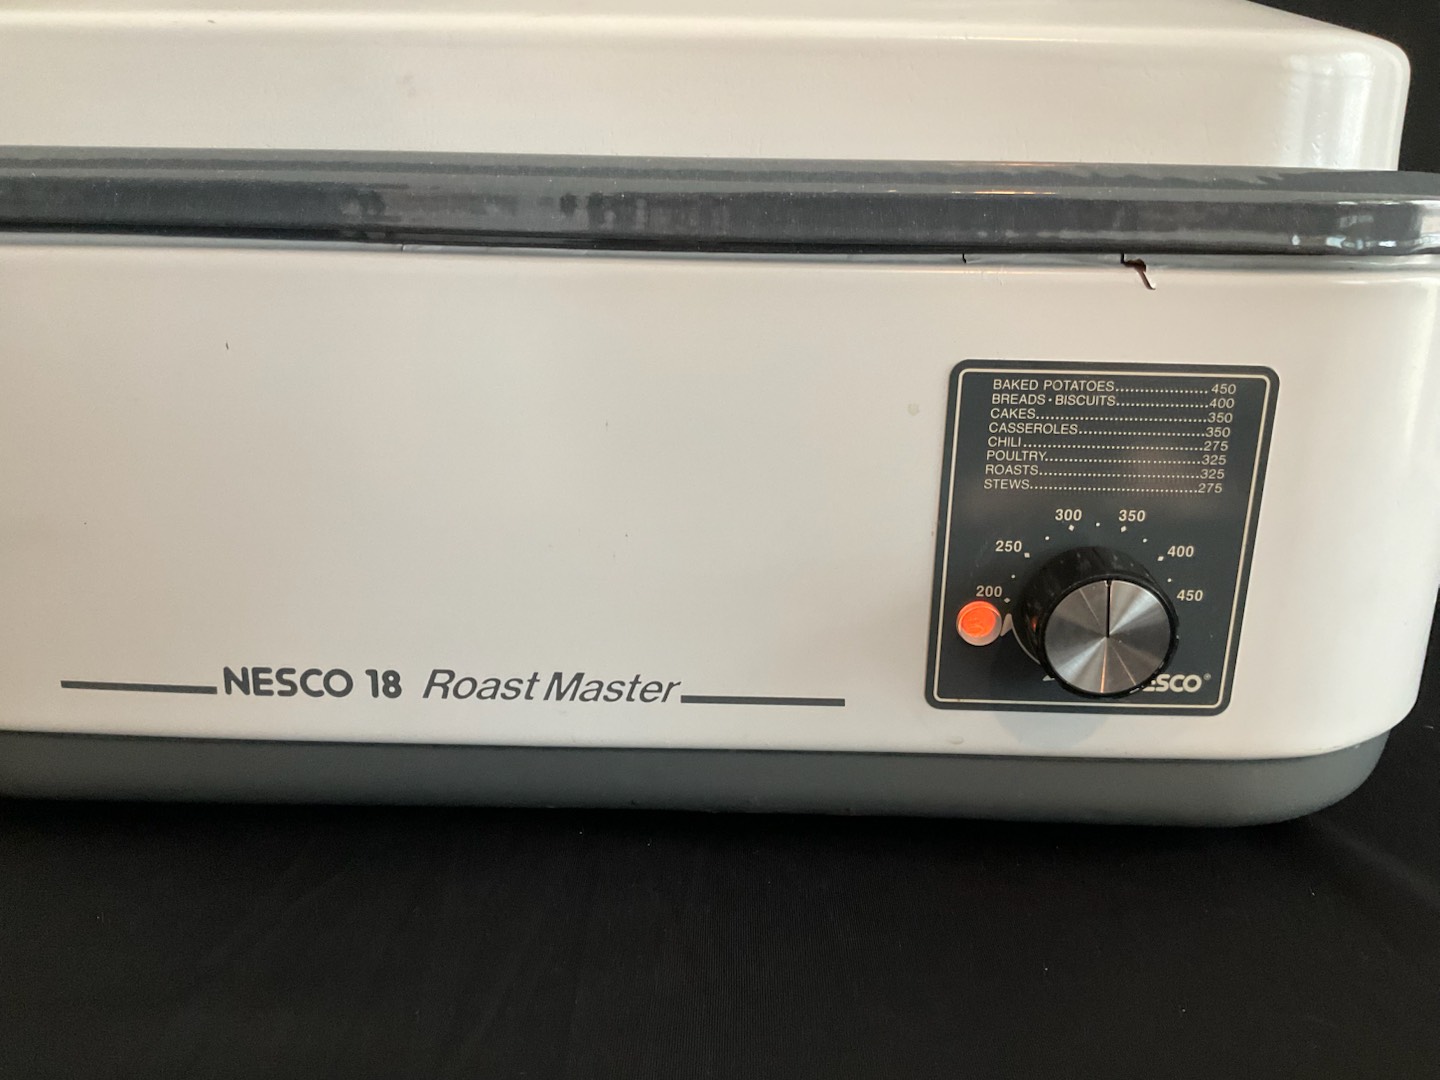 BAKED POTATOES....................450
BREADS • BISCUITS....................400
CAKES....................350
CASSEROLES....................350
CHILI....................275
POULTRY....................325
ROASTS....................325
STEWS....................275
300 350
250 400
200 450
NESCO 18 Roast Master